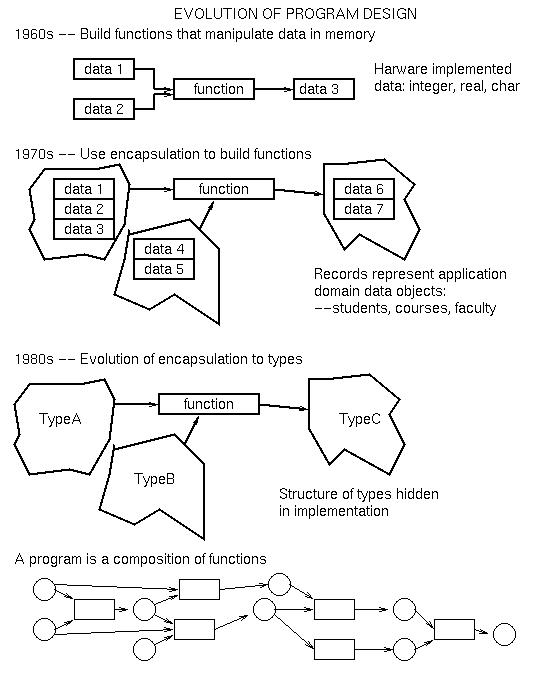 EVOLUTION OF PROGRAM DESIGN
1960s -- Build functions that manipulate data in memory
data 1
function
data 3
data 2
Harware implemented
data: integer, real, char
1970s -- Use encapsulation to build functions
data 1
data 2
data 3
function
data 6
data 7
data 4
data 5
Records represent application
domain data objects:
--students, courses, faculty
1980s -- Evolution of encapsulation to types
TypeA
function
TypeC
TypeB
Structure of types hidden
in implementation
A program is a composition of functions